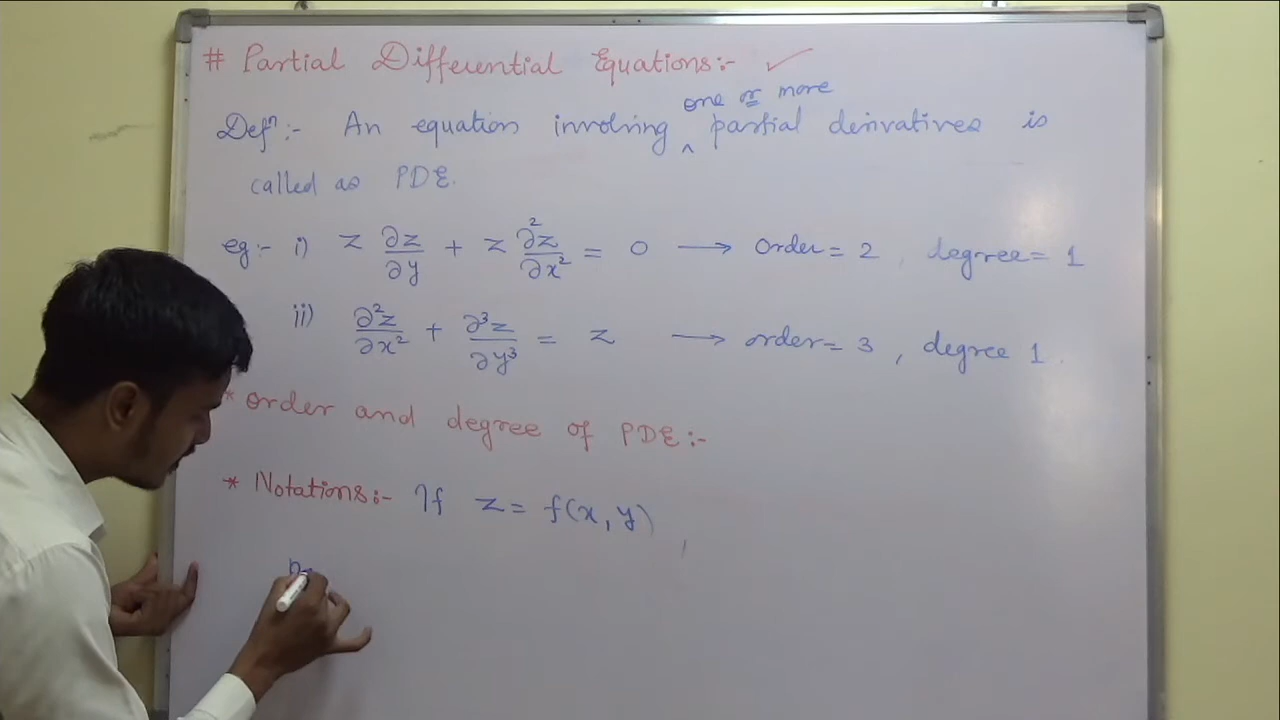 # Partial Differential Equations:- ✓
one or more
Defⁿ:- An equation involving ^ partial derivatives is
called as PDE.
eg:- i) z ∂z/∂y + z ∂²z/∂x² = 0 → Order = 2, degree = 1
ii) ∂²z/∂x² + ∂³z/∂y³ = z → order = 3, degree 1.
* Order and degree of PDE:-
* Notations:- If z = f(x, y),